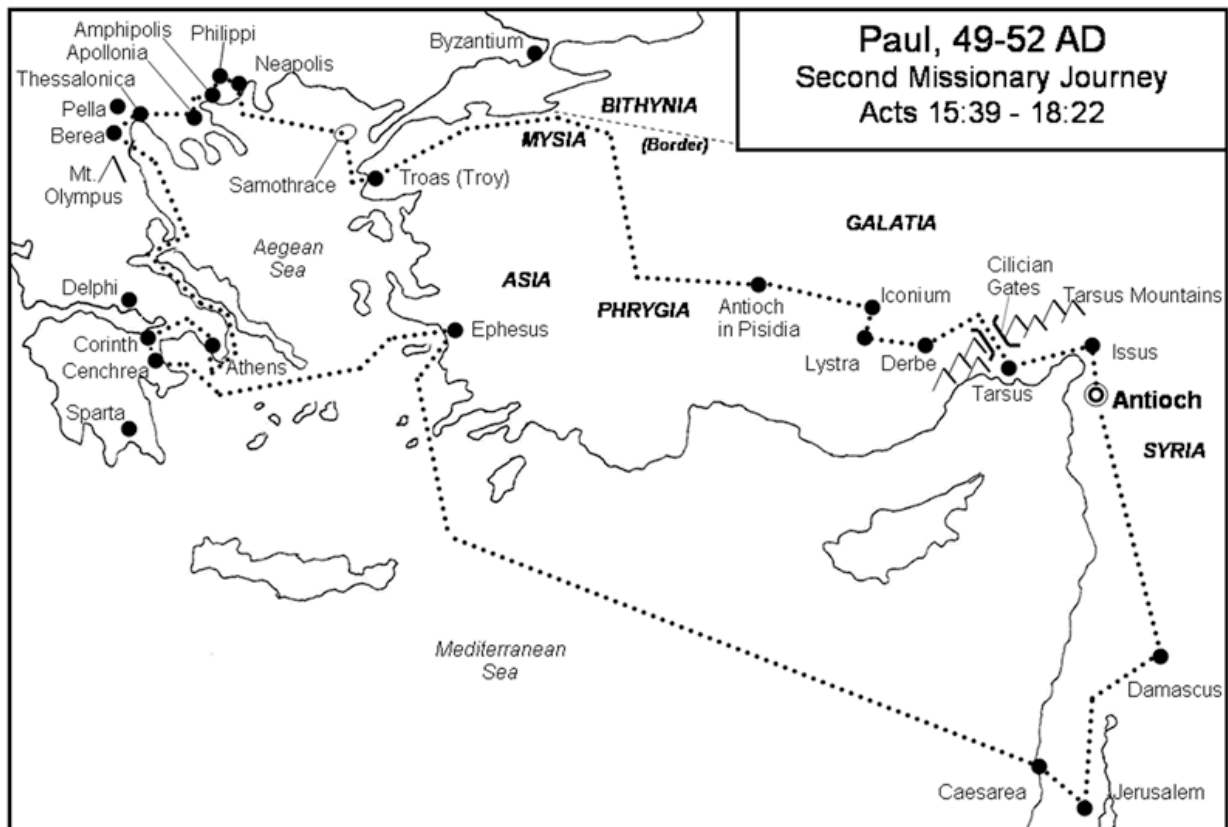 Paul, 49-52 AD
Second Missionary Journey
Acts 15:39 - 18:22
Amphipolis
Philippi
Apollonia
Neapolis
Byzantium
Thessalonica
Pella
Berea
BITHYNIA
MYSIA
(Border)
Mt.
Olympus
Samothrace
Troas (Troy)
GALATIA
Aegean
Sea
ASIA
Cilician
Gates
Delphi
PHRYGIA
Antioch
in Pisidia
Iconium
Tarsus Mountains
Ephesus
Corinth
Cenchrea
Athens
Lystra
Derbe
Issus
Tarsus
Antioch
Sparta
SYRIA
Mediterranean
Sea
Damascus
Caesarea
Jerusalem